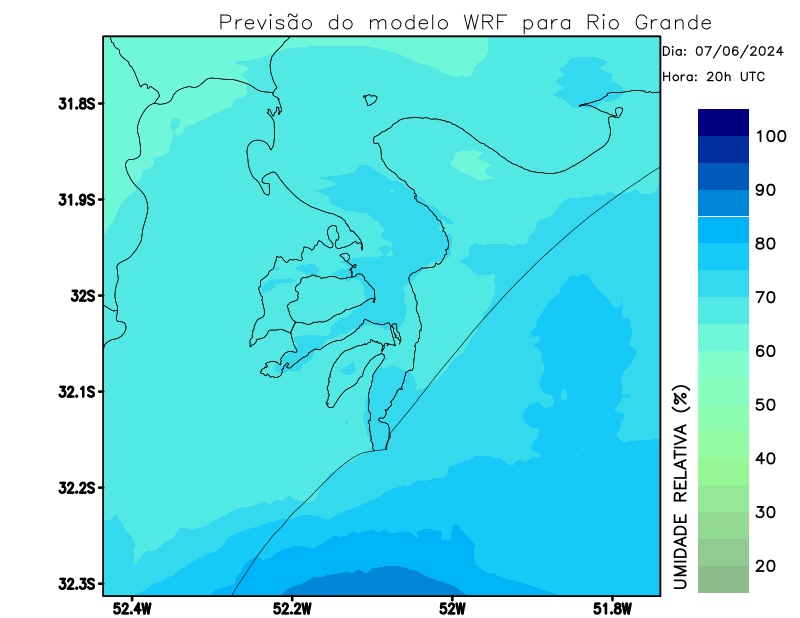 Previsão do modelo WRF para Rio Grande
Dia: 07/06/2024
Hora: 20h UTC
31.8S
31.9S
32S
32.1S
32.2S
32.3S
52.4W
52.2W
52W
51.8W
100
90
80
70
60
50
40
30
20
UMIDADE RELATIVA (%)